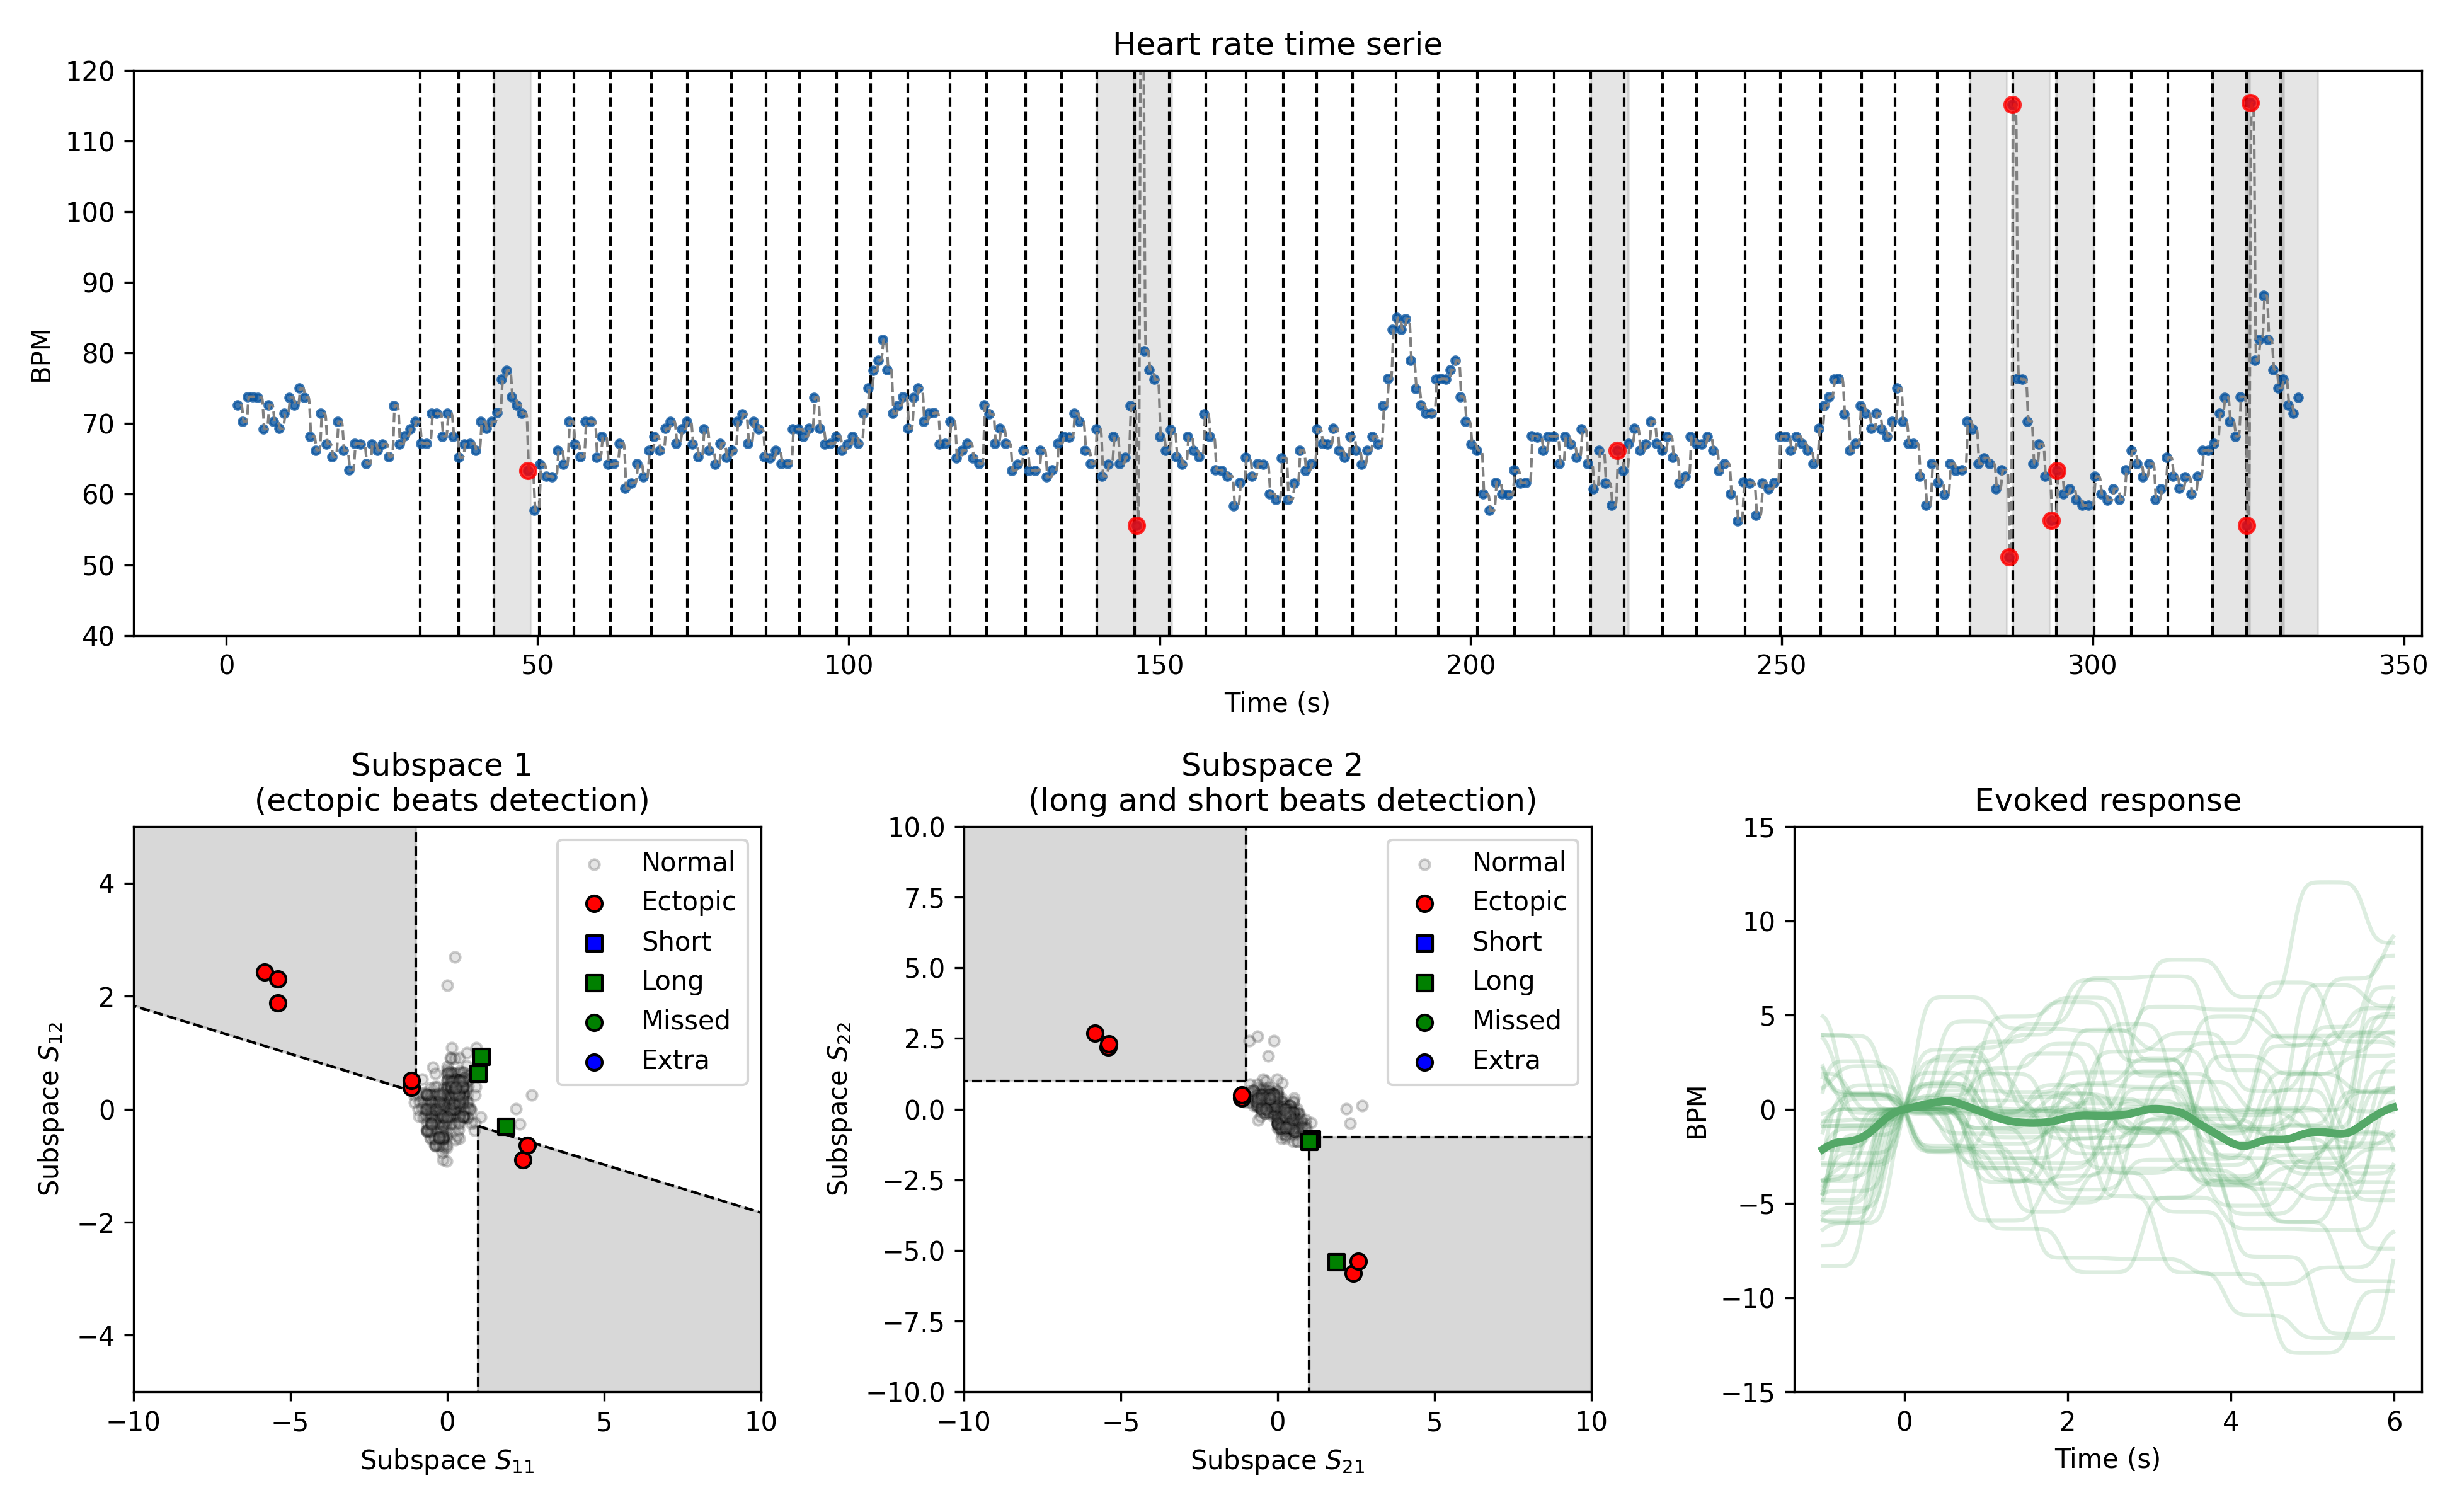 Heart rate time serie
120
110
100
90
80
70
60
50
40
BPM
0 50 100 150 200 250 300 350
Time (s)
Subspace 1
(ectopic beats detection)
4
2
0
−2
−4
Subspace S₁₂
Normal
Ectopic
Short
Long
Missed
Extra
−10 −5 0 5 10
Subspace S₁₁
Subspace 2
(long and short beats detection)
10.0
7.5
5.0
2.5
0.0
−2.5
−5.0
−7.5
−10.0
Subspace S₂₂
Normal
Ectopic
Short
Long
Missed
Extra
−10 −5 0 5 10
Subspace S₂₁
Evoked response
15
10
5
0
−5
−10
−15
BPM
0 2 4 6
Time (s)